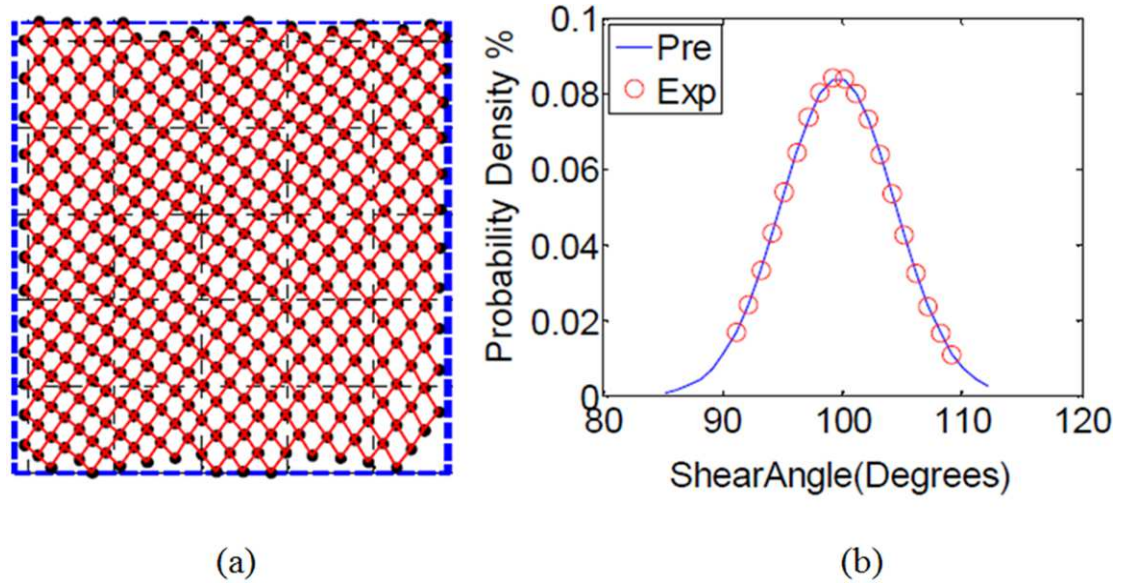 0.1
0.08
0.06
0.04
0.02
0
Probability Density %
Pre
Exp
80 90 100 110 120
ShearAngle(Degrees)
(a) (b)